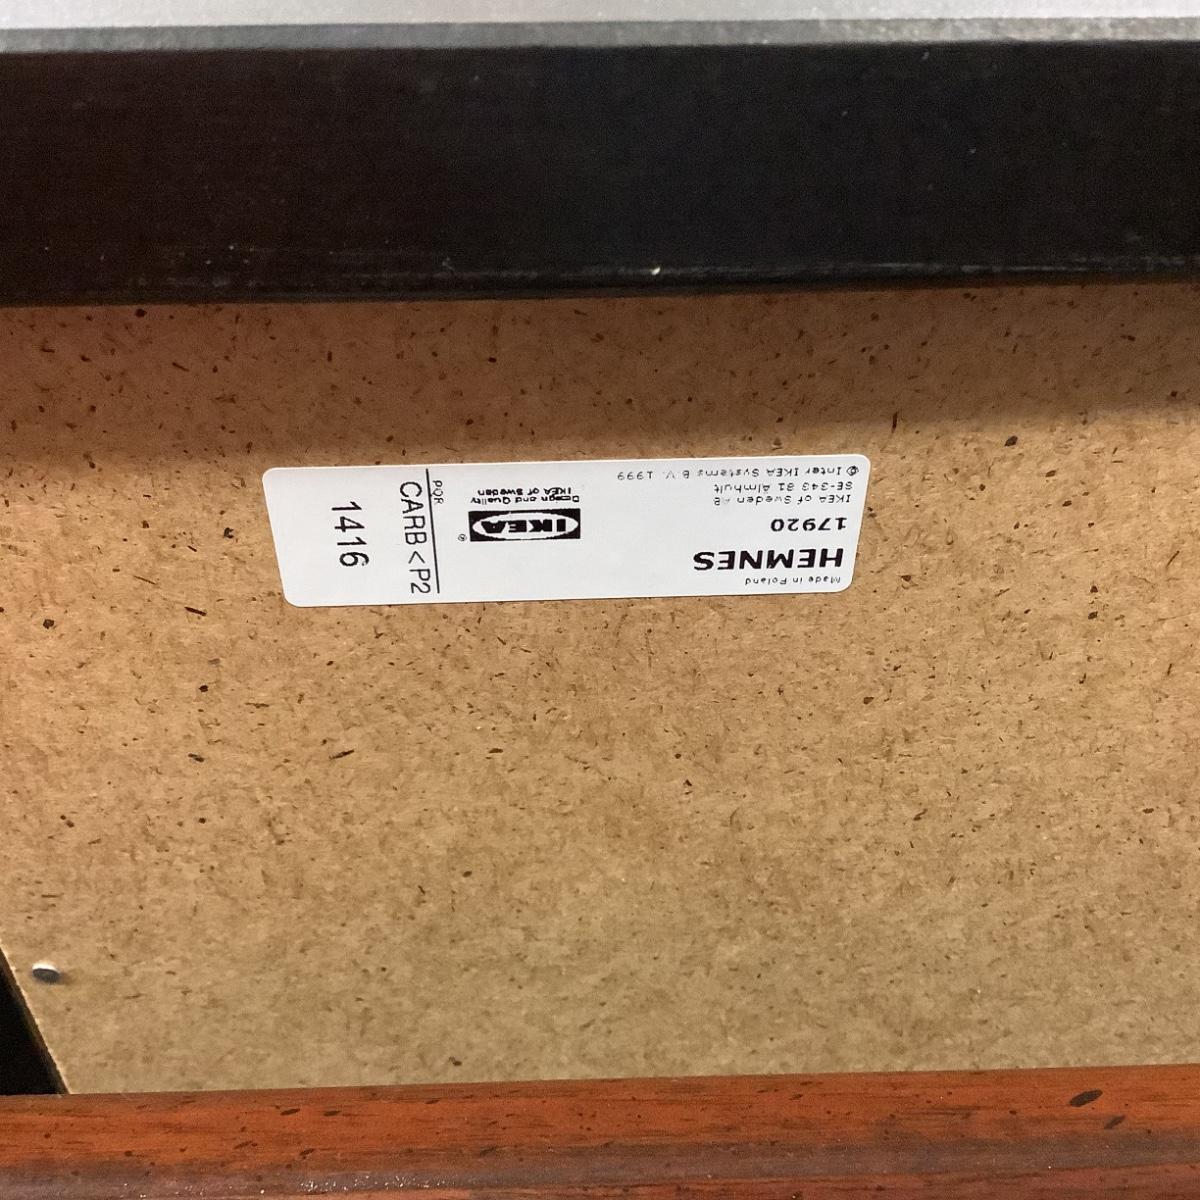 Made in Poland
HEMNES
17920
IKEA of Sweden AB
SE-343 81 Älmhult
© Inter IKEA Systems B.V. 1999
IKEA®
Design and Quality
IKEA of Sweden
PQR
CARB<P2
1416